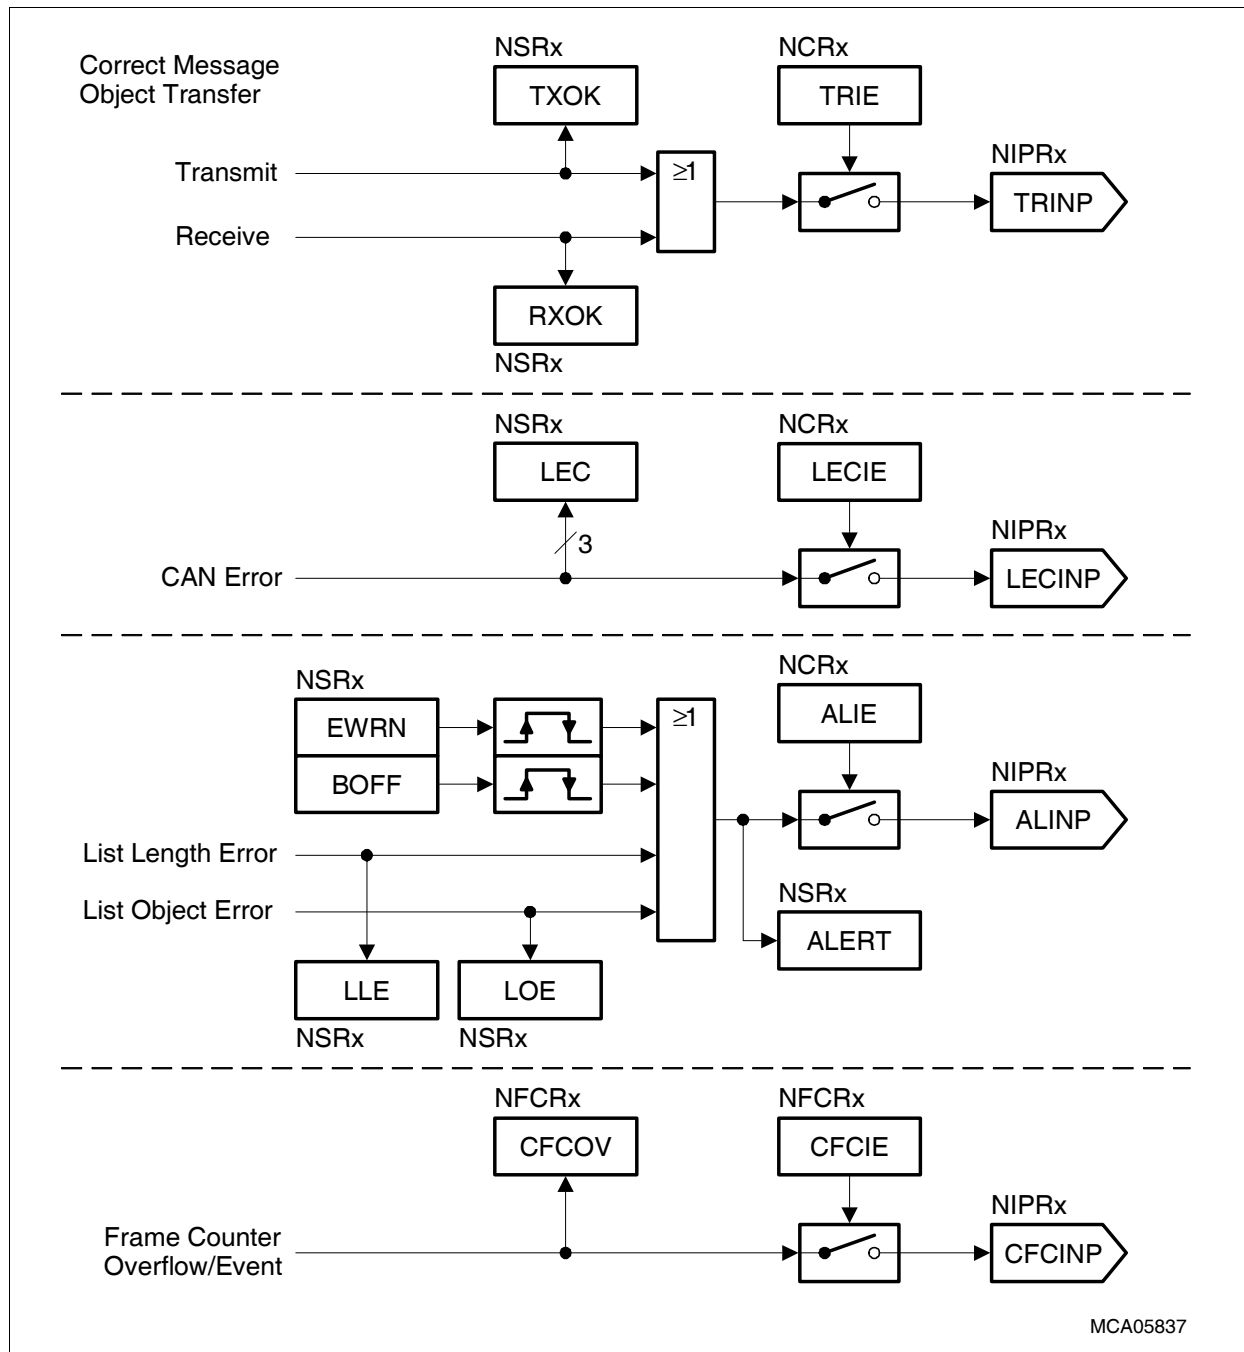 Correct Message
Object Transfer
NSRx
TXOK
NCRx
TRIE
Transmit
≥1
NIPRx
TRINP
Receive
RXOK
NSRx
NSRx
LEC
NCRx
LECIE
3
CAN Error
NIPRx
LECINP
NSRx
EWRN
BOFF
≥1
NCRx
ALIE
NIPRx
ALINP
List Length Error
List Object Error
NSRx
ALERT
LLE
NSRx
LOE
NSRx
NFCRx
CFCOV
NFCRx
CFCIE
Frame Counter
Overflow/Event
NIPRx
CFCINP
MCA05837